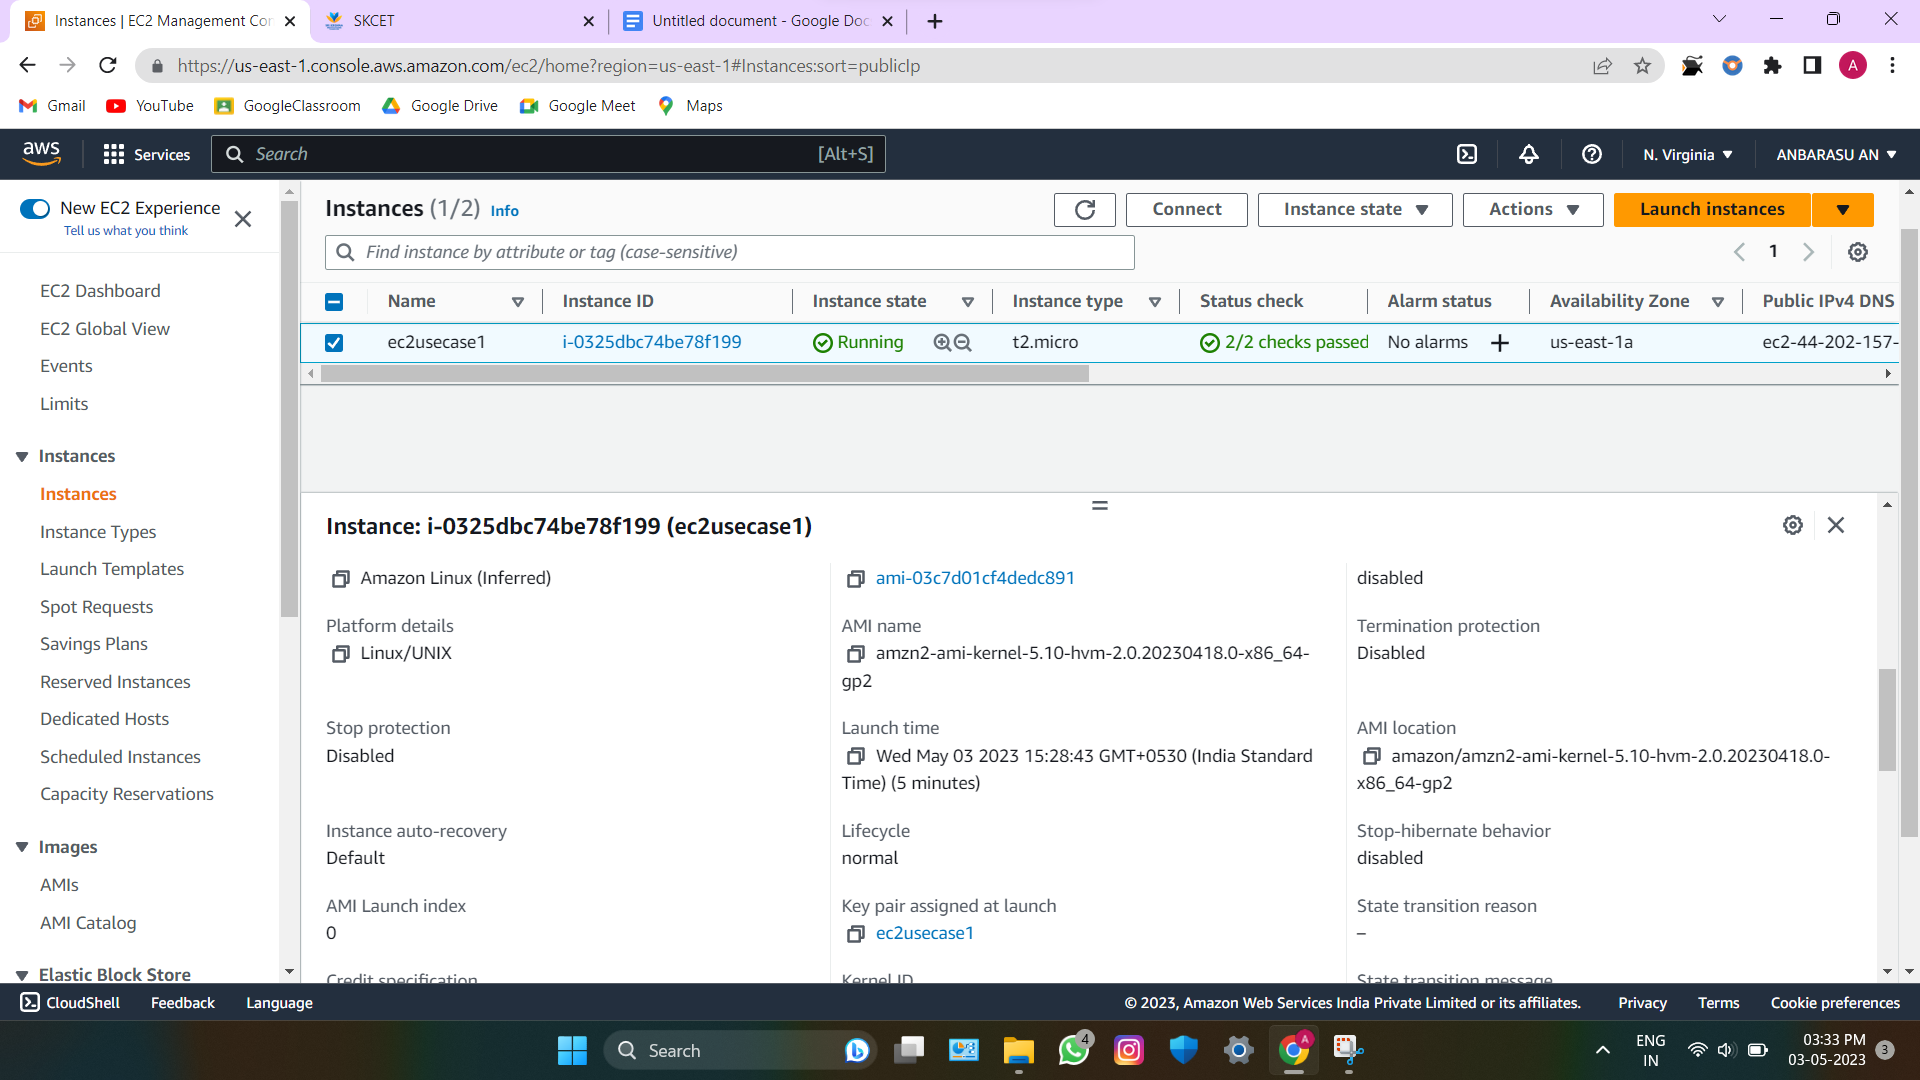 Instances | EC2 Management Con
SKCET
Untitled document - Google Doc
https://us-east-1.console.aws.amazon.com/ec2/home?region=us-east-1#Instances:sort=publicIp
A
Gmail
YouTube
GoogleClassroom
Google Drive
Google Meet
Maps
aws
Services
Search
[Alt+S]
N. Virginia
ANBARASU AN
New EC2 Experience
Tell us what you think
EC2 Dashboard
EC2 Global View
Events
Limits
Instances
Instances
Instance Types
Launch Templates
Spot Requests
Savings Plans
Reserved Instances
Dedicated Hosts
Scheduled Instances
Capacity Reservations
Images
AMIs
AMI Catalog
Elastic Block Store
Instances (1/2) Info
Connect
Instance state
Actions
Launch instances
Find instance by attribute or tag (case-sensitive)
1
Name
Instance ID
Instance state
Instance type
Status check
Alarm status
Availability Zone
Public IPv4 DNS
ec2usecase1
i-0325dbc74be78f199
Running
t2.micro
2/2 checks passed
No alarms
us-east-1a
ec2-44-202-157-
Instance: i-0325dbc74be78f199 (ec2usecase1)
Amazon Linux (Inferred)
ami-03c7d01cf4dedc891
disabled
Platform details
Linux/UNIX
AMI name
amzn2-ami-kernel-5.10-hvm-2.0.20230418.0-x86_64-
gp2
Termination protection
Disabled
Stop protection
Disabled
Launch time
Wed May 03 2023 15:28:43 GMT+0530 (India Standard
Time) (5 minutes)
AMI location
amazon/amzn2-ami-kernel-5.10-hvm-2.0.20230418.0-
x86_64-gp2
Instance auto-recovery
Default
Lifecycle
normal
Stop-hibernate behavior
disabled
AMI Launch index
0
Key pair assigned at launch
ec2usecase1
State transition reason
–
Credit specification
Kernel ID
State transition message
CloudShell
Feedback
Language
© 2023, Amazon Web Services India Private Limited or its affiliates.
Privacy
Terms
Cookie preferences
Search
4
A
ENG
IN
03:33 PM
03-05-2023
3